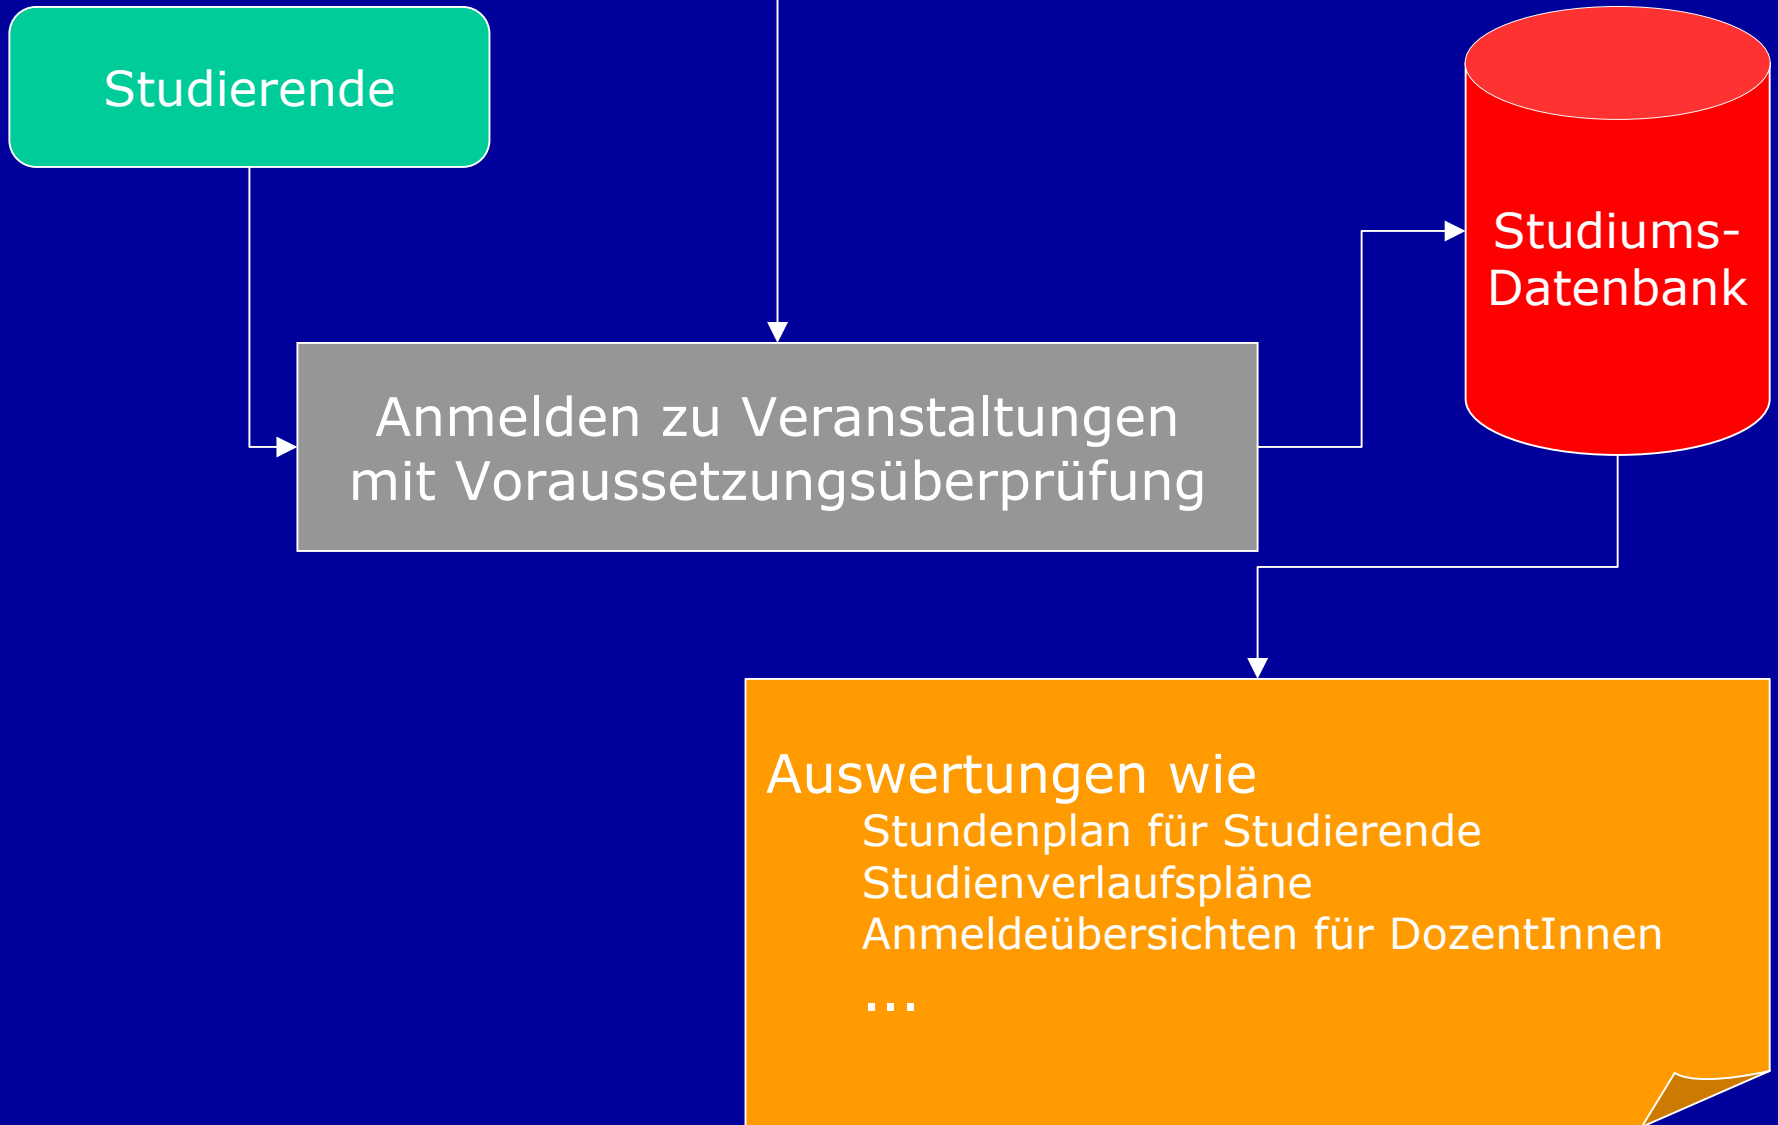 Studierende
Studiums-
Datenbank
Anmelden zu Veranstaltungen
mit Voraussetzungsüberprüfung
Auswertungen wie
Stundenplan für Studierende
Studienverlaufspläne
Anmeldeübersichten für DozentInnen
...